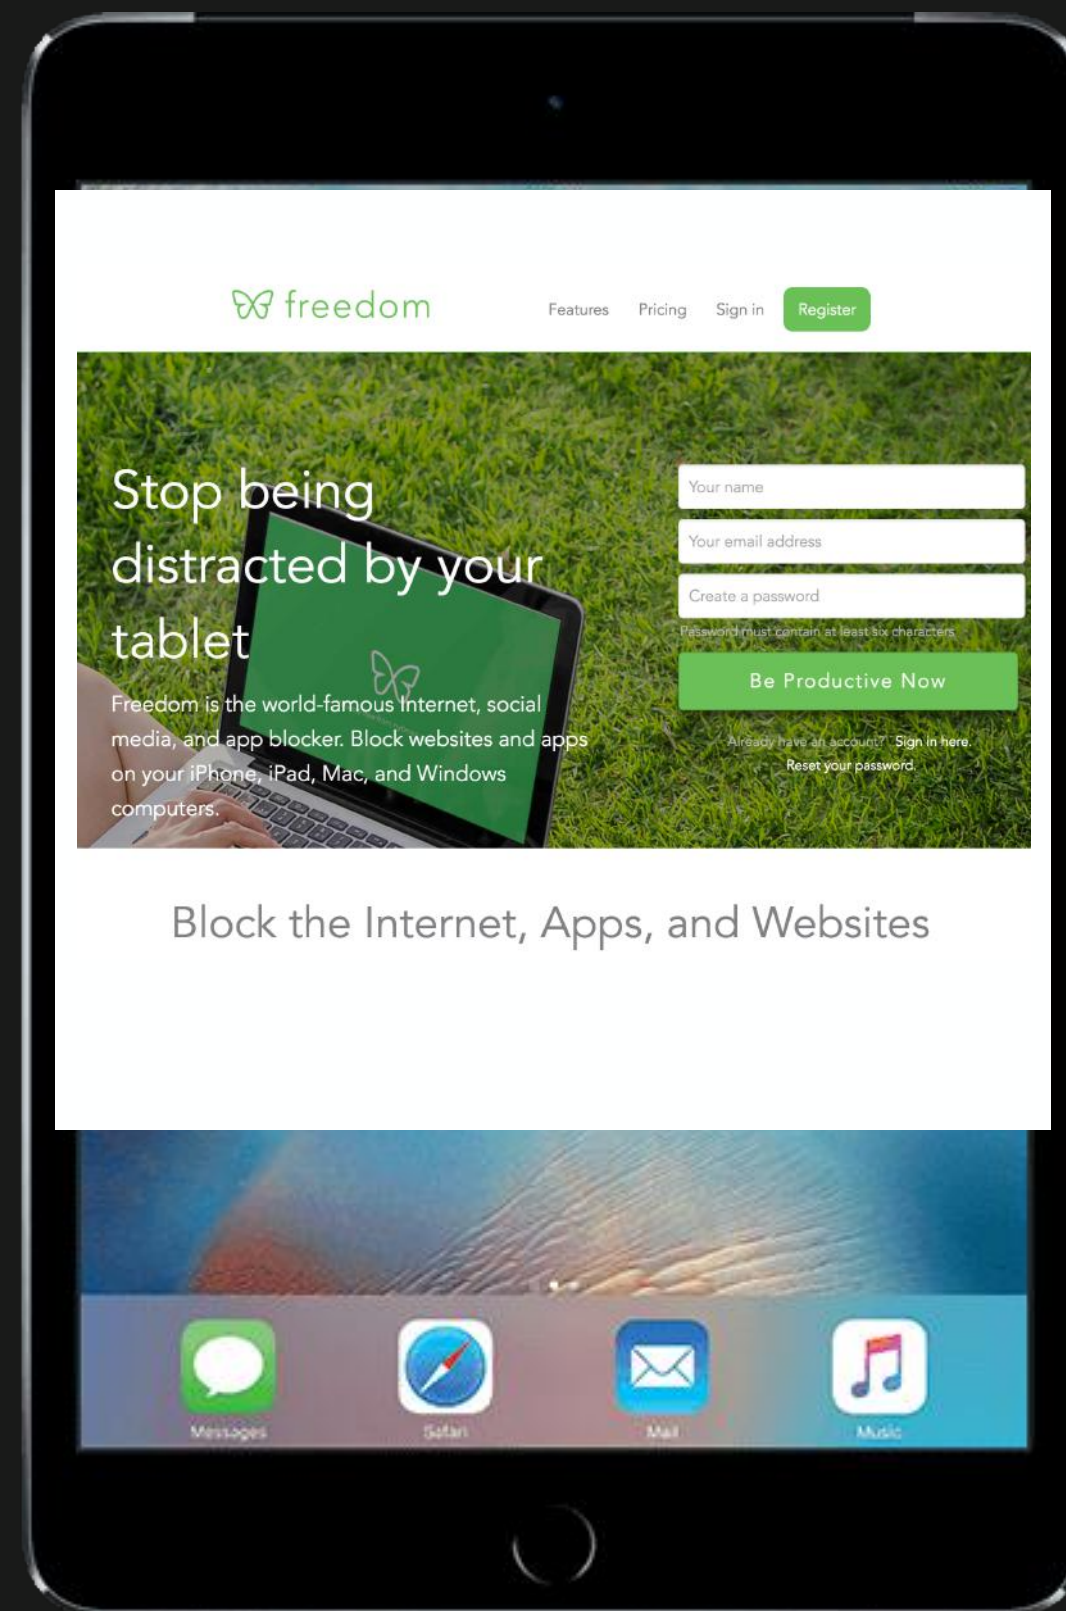 freedom
Features Pricing Sign in Register
Stop being
distracted by your
tablet
Freedom is the world-famous Internet, social
media, and app blocker. Block websites and apps
on your iPhone, iPad, Mac, and Windows
computers.
Your name
Your email address
Create a password
Password must contain at least six characters
Be Productive Now
Already have an account? Sign in here.
Reset your password.
Block the Internet, Apps, and Websites
Messages Safari Mail Music